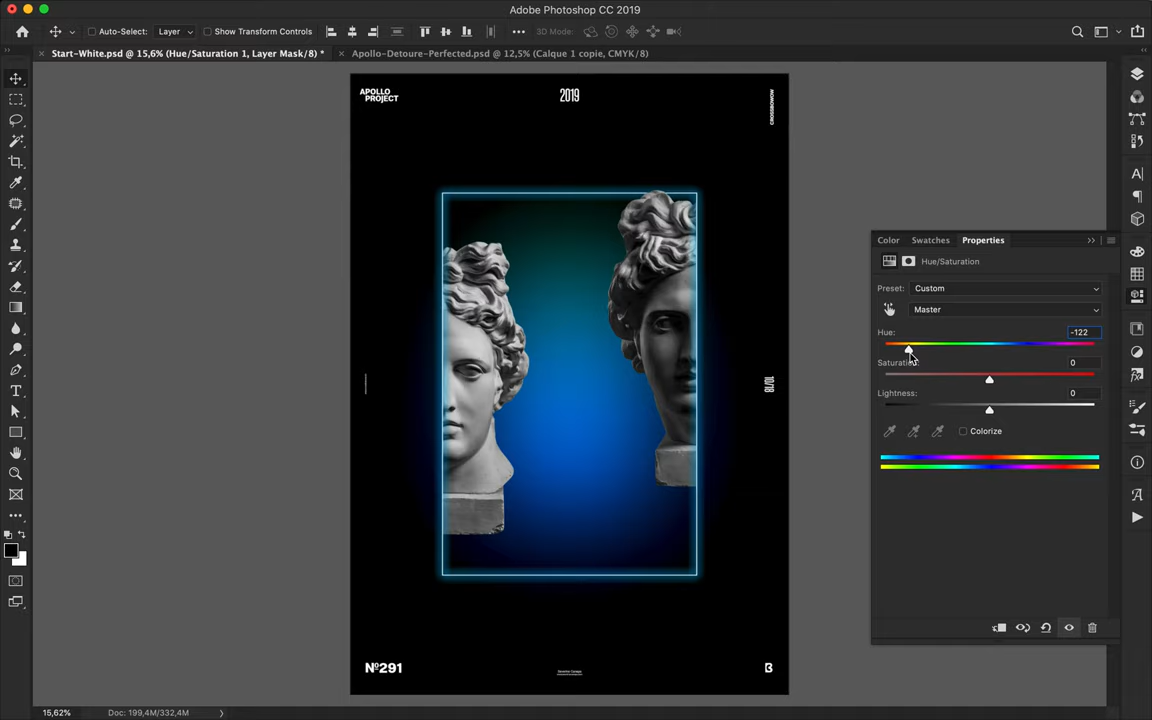 Adobe Photoshop CC 2019
Auto-Select: Layer Show Transform Controls 3D Mode:
Start-White.psd @ 15,6% (Hue/Saturation 1, Layer Mask/8) *
Apollo-Detoure-Perfected.psd @ 12,5% (Calque 1 copie, CMYK/8)
APOLLO
PROJECT
2019
CROSSBOWOW
10/18
Nº291
B
Color Swatches Properties
Hue/Saturation
Preset: Custom
Master
Hue: -122
Saturation: 0
Lightness: 0
Colorize
15,62% Doc: 199,4M/332,4M